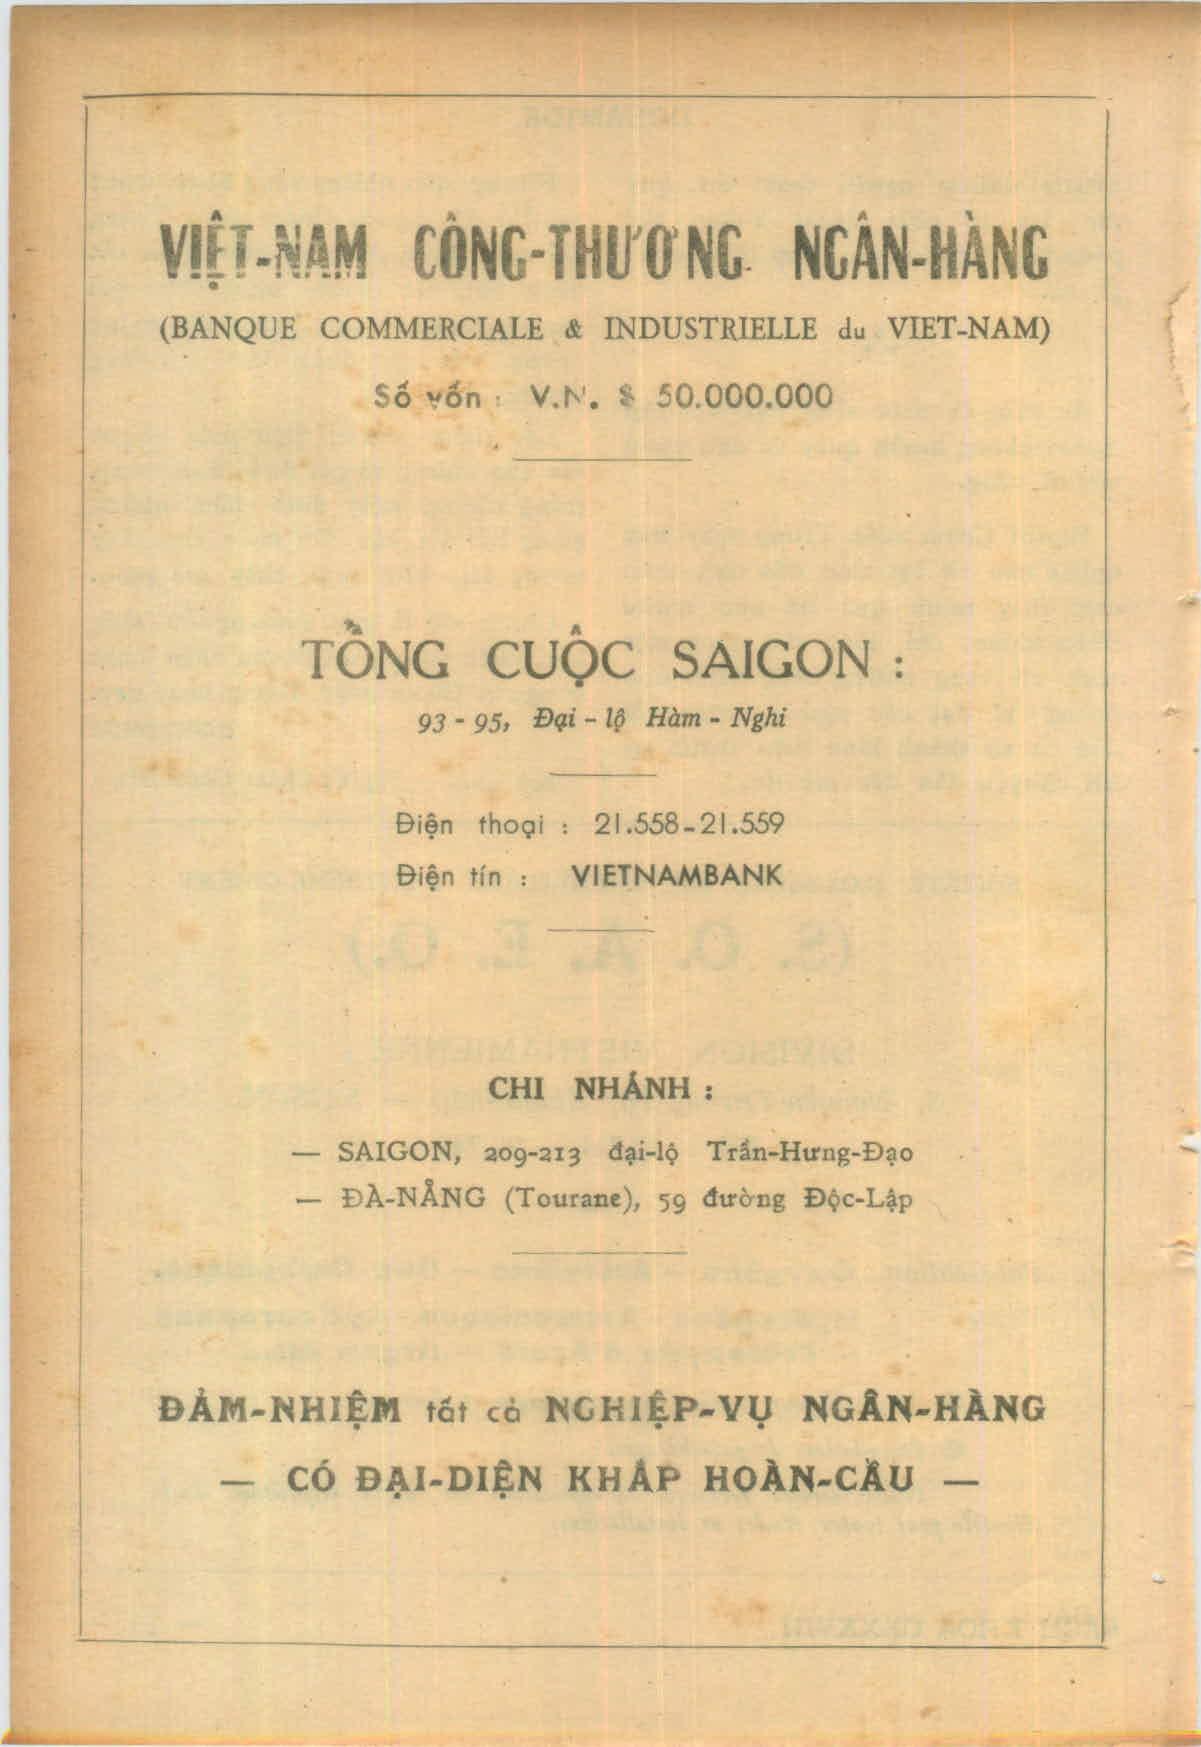 VIỆT-NAM CÔNG-THƯƠNG NGÂN-HÀNG
(BANQUE COMMERCIALE & INDUSTRIELLE du VIET-NAM)
Số vốn : V.N. $ 50.000.000
TỔNG CUỘC SAIGON :
93 - 95, Đại - lộ Hàm - Nghi
Điện thoại : 21.558-21.559
Điện tín : VIETNAMBANK
CHI NHÁNH :
— SAIGON, 209-213 đại-lộ Trần-Hưng-Đạo
— ĐÀ-NẴNG (Tourane), 59 đường Độc-Lập
ĐẢM-NHIỆM tất cả NGHIỆP-VỤ NGÂN-HÀNG
— CÓ ĐẠI-DIỆN KHẮP HOÀN-CẦU —